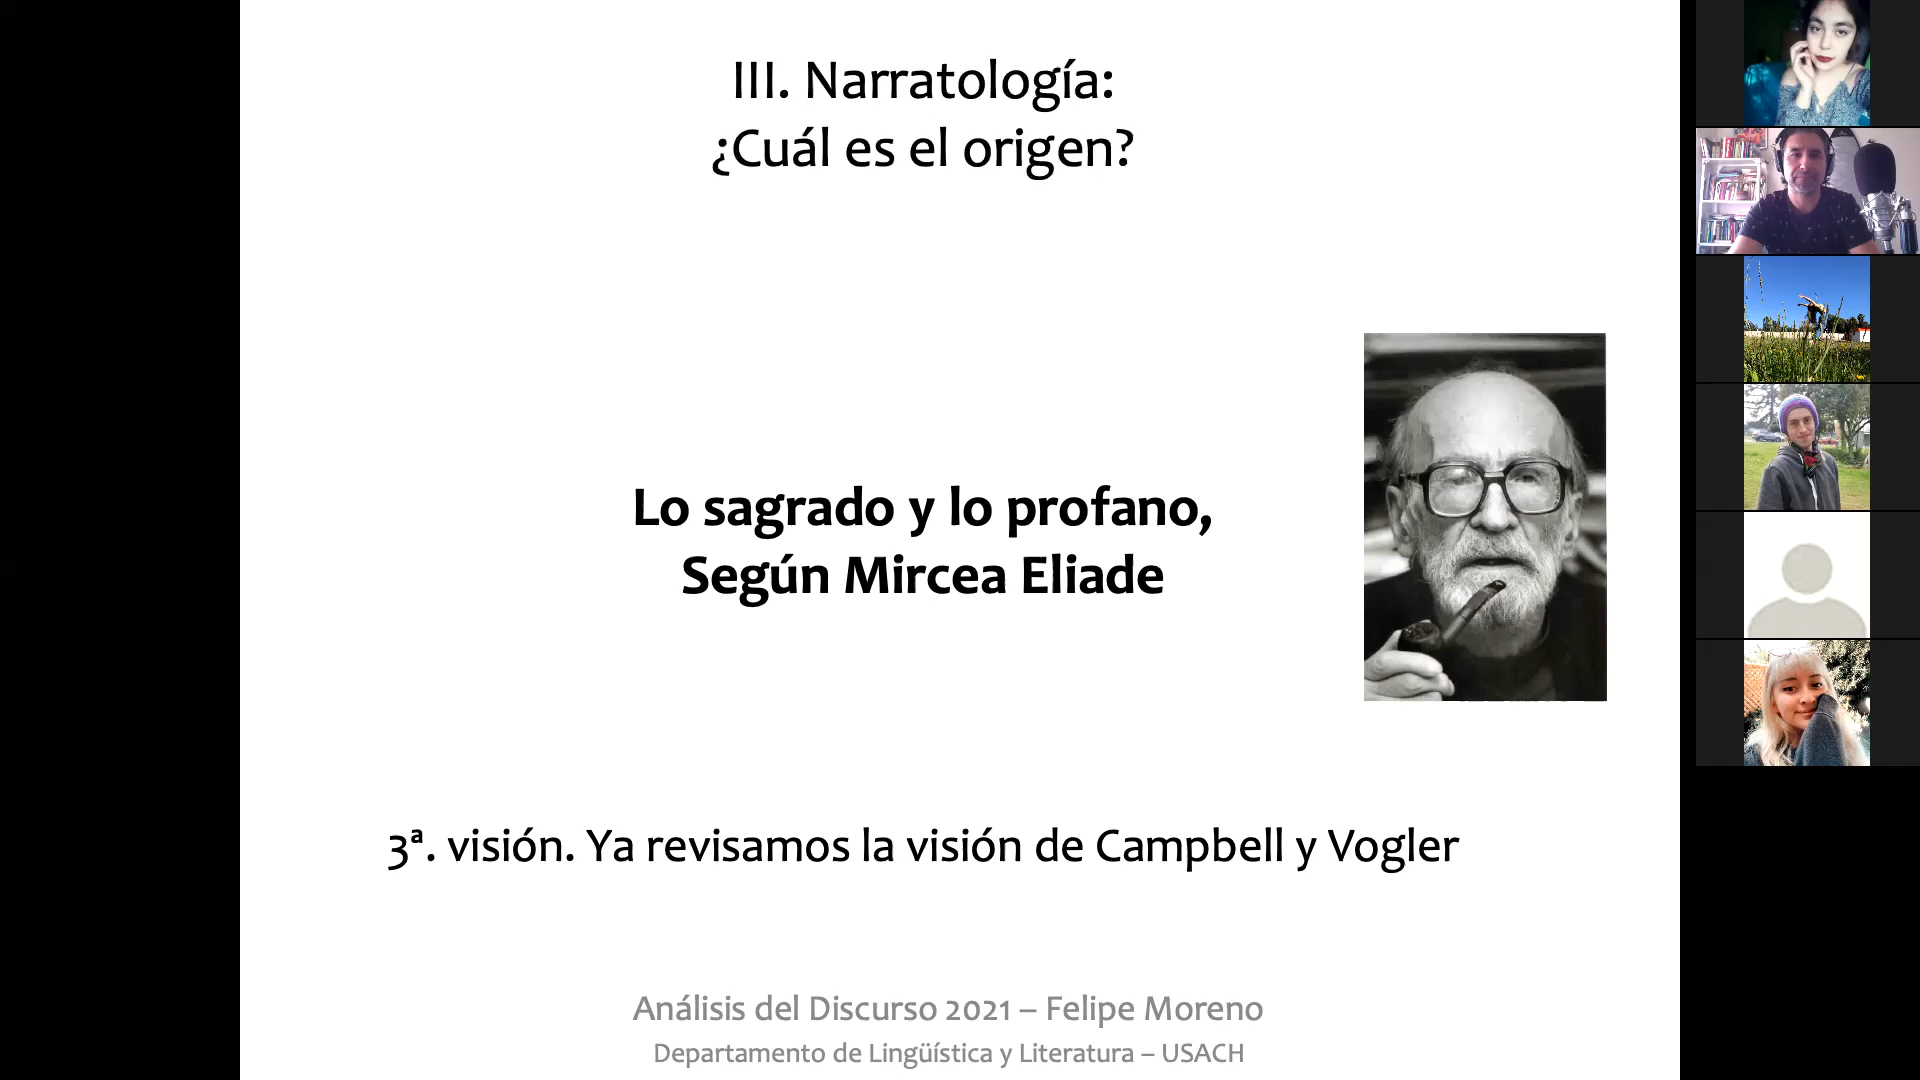 III. Narratología:
¿Cuál es el origen?
Lo sagrado y lo profano,
Según Mircea Eliade
3ª. visión. Ya revisamos la visión de Campbell y Vogler
Análisis del Discurso 2021 – Felipe Moreno
Departamento de Lingüística y Literatura – USACH